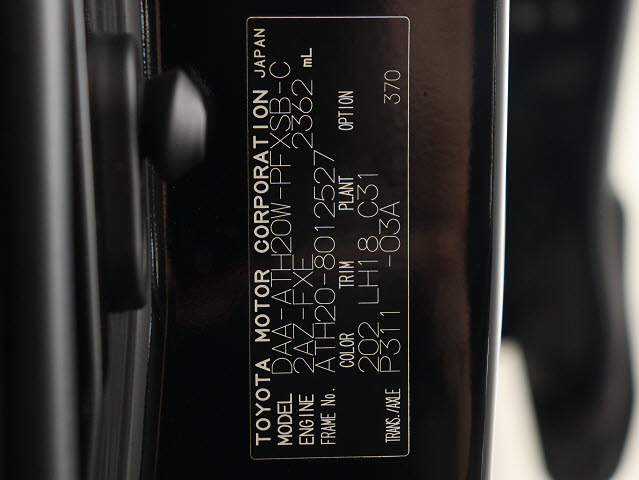 TOYOTA MOTOR CORPORATION JAPAN
MODEL DAA-ATH20W-PFXSB-C
ENGINE 2AZ-FXE 2362 mL
FRAME No. ATH20-8012527
COLOR TRIM PLANT OPTION
202 LH18 C31
TRANS./AXLE P311 -03A 370